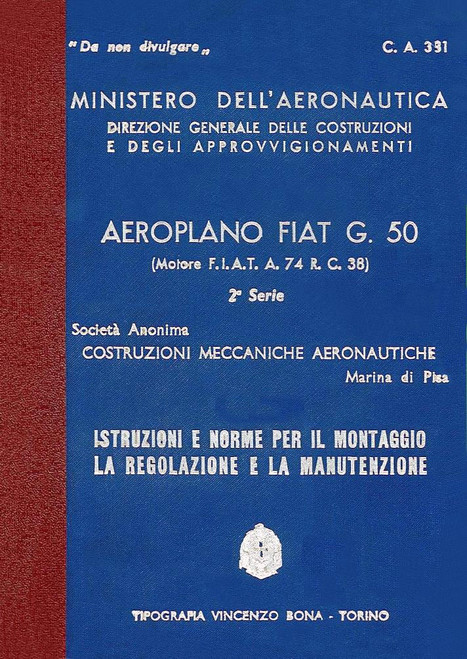 "Da non divulgare„
C. A. 391
MINISTERO DELL'AERONAUTICA
DIREZIONE GENERALE DELLE COSTRUZIONI
E DEGLI APPROVVIGIONAMENTI
AEROPLANO FIAT G. 50
(Motore F.I.A.T. A. 74 R. C. 38)
2ª Serie
Società Anonima
COSTRUZIONI MECCANICHE AERONAUTICHE
Marina di Pisa
ISTRUZIONI E NORME PER IL MONTAGGIO
LA REGOLAZIONE E LA MANUTENZIONE
TIPOGRAFIA VINCENZO BONA - TORINO